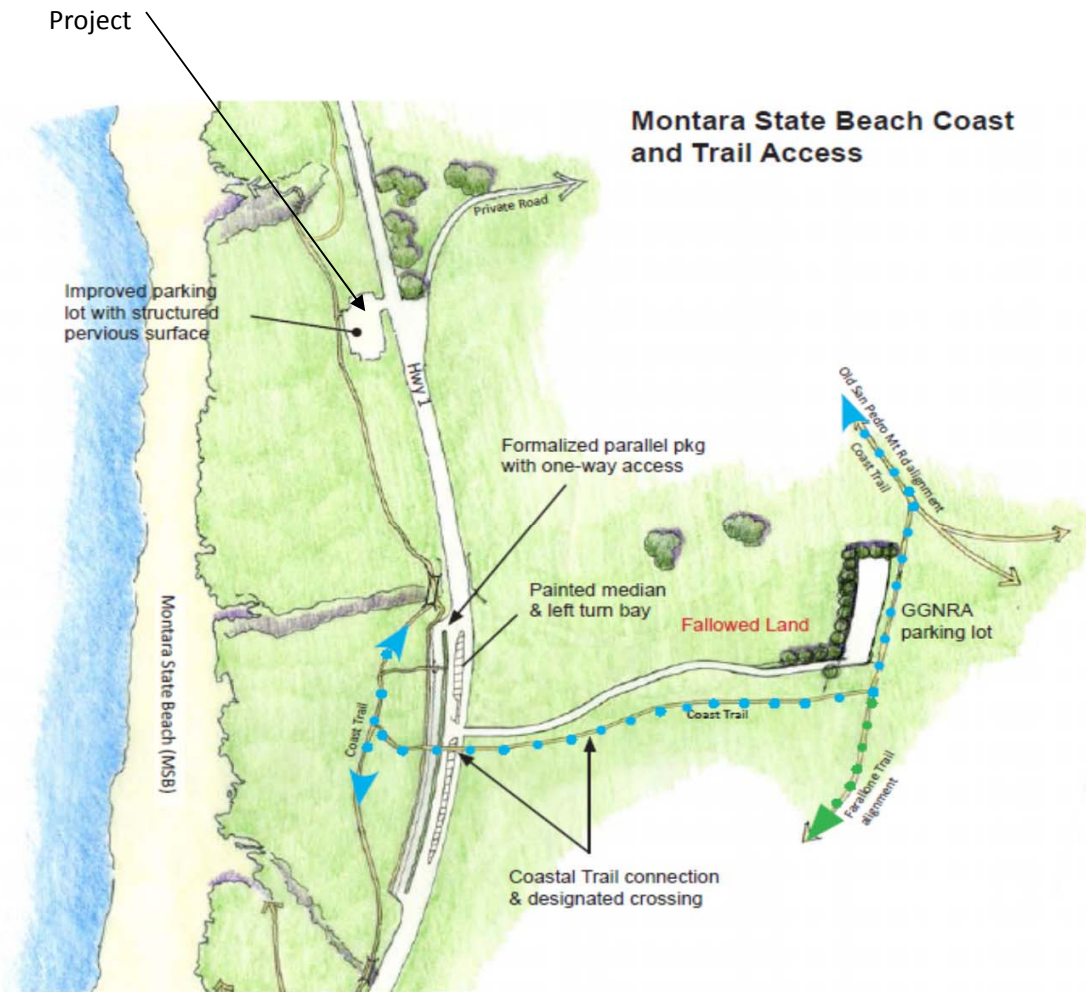 Project
Montara State Beach Coast
and Trail Access
Private Road
Improved parking
lot with structured
pervious surface
Hwy 1
Old San Pedro Mt Rd alignment
Coast Trail
Formalized parallel pkg
with one-way access
Painted median
& left turn bay
Fallowed Land
GGNRA
parking lot
Montara State Beach (MSB)
Coast Trail
Coast Trail
Farallone Trail
alignment
Coastal Trail connection
& designated crossing